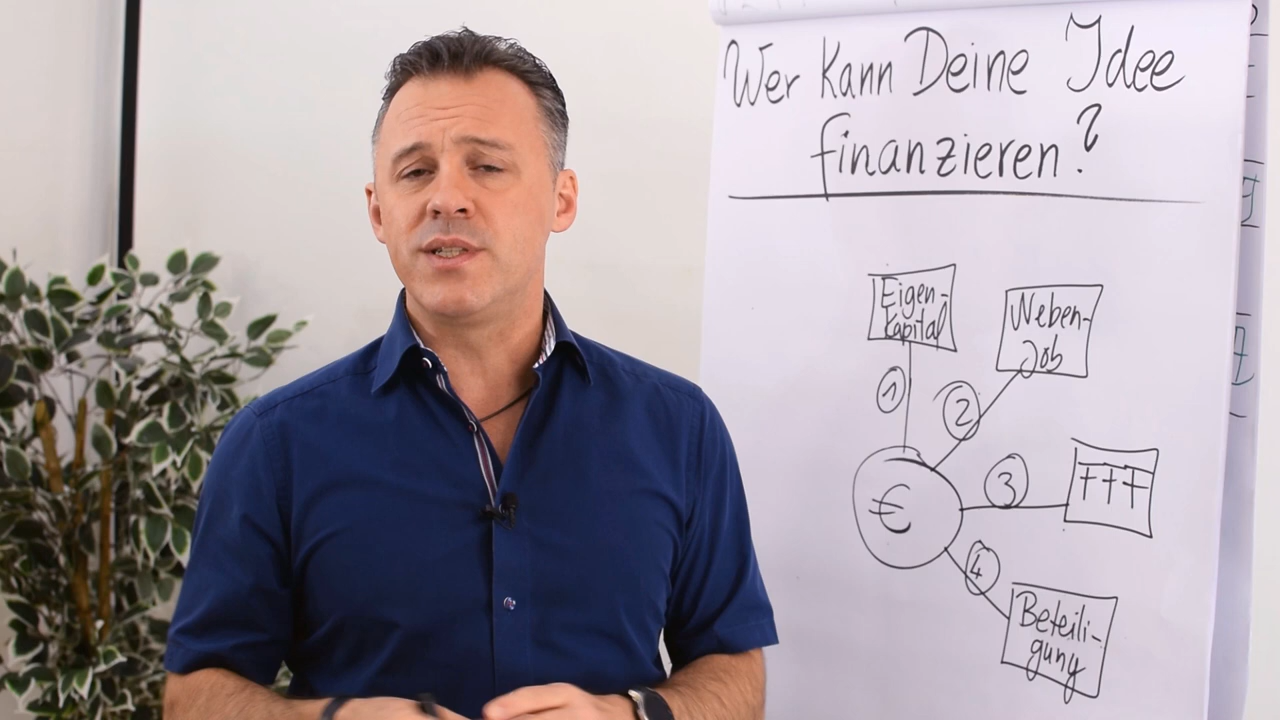 Wer kann Deine Idee
finanzieren?
Eigen-
kapital
1
Neben-
Job
2
€
3
FFF
4
Beteili-
gung